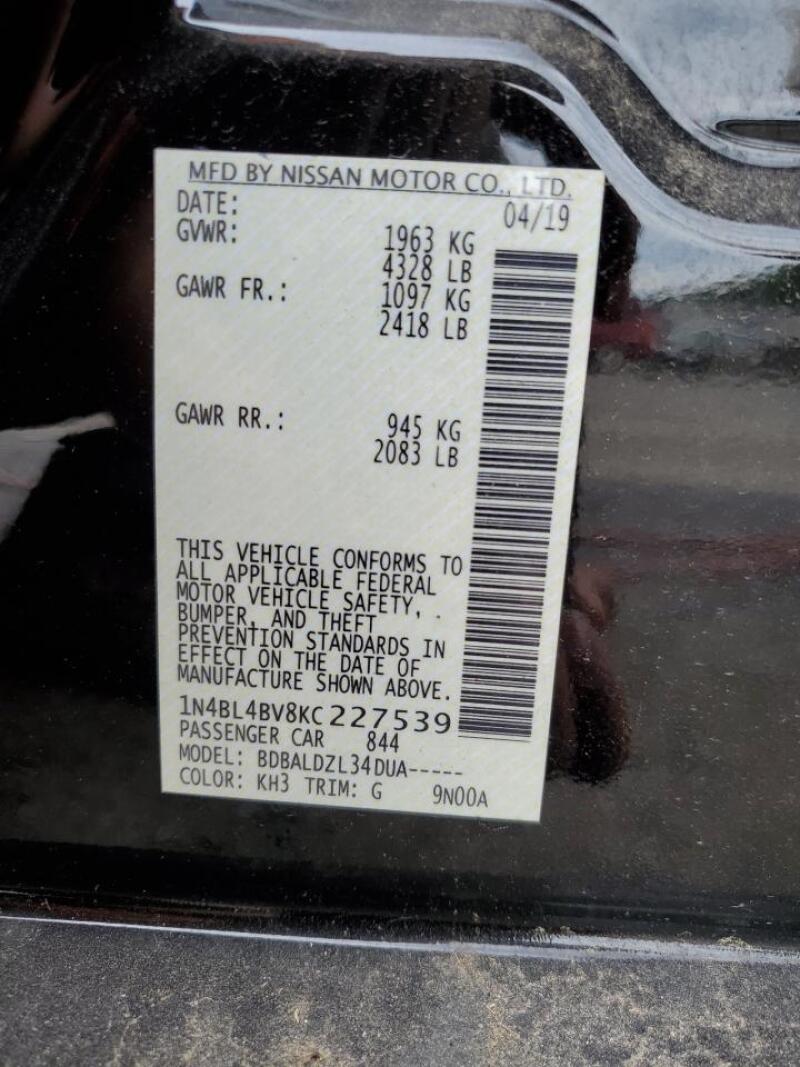 MFD BY NISSAN MOTOR CO., LTD.
DATE: 04/19
GVWR: 1963 KG
4328 LB
GAWR FR.: 1097 KG
2418 LB
GAWR RR.: 945 KG
2083 LB
THIS VEHICLE CONFORMS TO
ALL APPLICABLE FEDERAL
MOTOR VEHICLE SAFETY,
BUMPER, AND THEFT
PREVENTION STANDARDS IN
EFFECT ON THE DATE OF
MANUFACTURE SHOWN ABOVE.
1N4BL4BV8KC227539
PASSENGER CAR 844
MODEL: BDBALDZL34DUA-----
COLOR: KH3 TRIM: G 9N00A